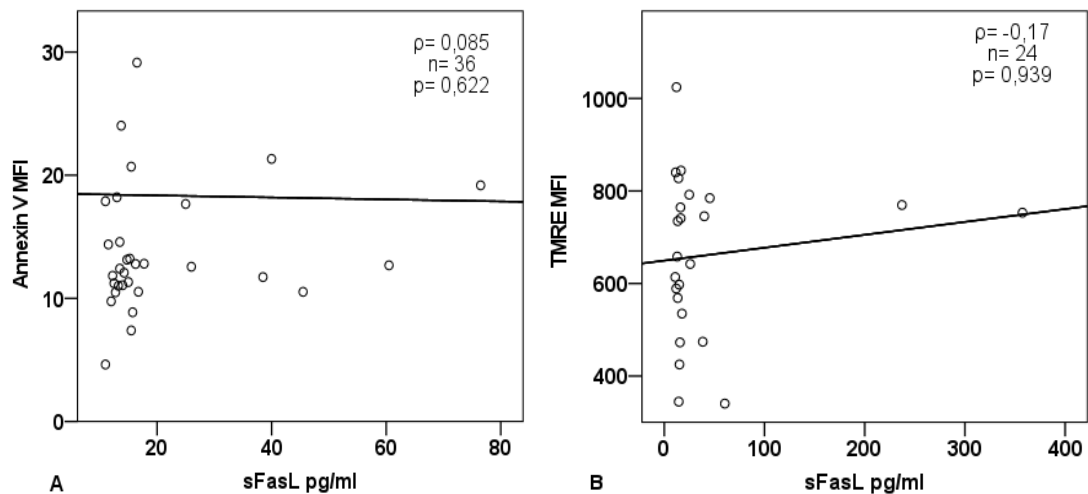 ρ= 0,085
n= 36
p= 0,622
30
20
10
0
Annexin V MFI
20
40
60
80
sFasL pg/ml
A
ρ= -0,17
n= 24
p= 0,939
1000
800
600
400
TMRE MFI
0
100
200
300
400
sFasL pg/ml
B